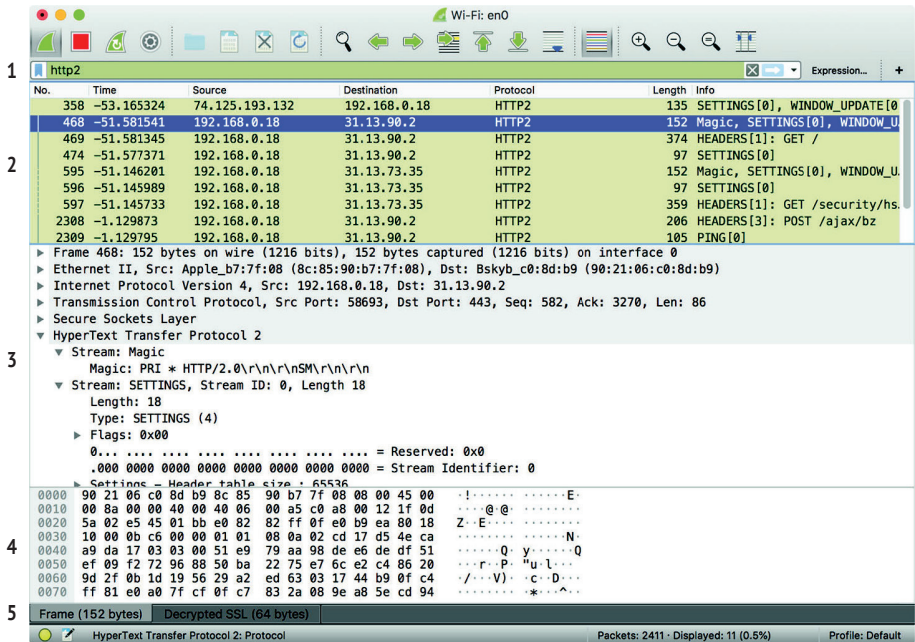 Wi-Fi: en0
1
http2
Expression...
+
No. Time Source Destination Protocol Length Info
358 -53.165324 74.125.193.132 192.168.0.18 HTTP2 135 SETTINGS[0], WINDOW_UPDATE[0
468 -51.581541 192.168.0.18 31.13.90.2 HTTP2 152 Magic, SETTINGS[0], WINDOW_U…
469 -51.581345 192.168.0.18 31.13.90.2 HTTP2 374 HEADERS[1]: GET /
2
474 -51.577371 192.168.0.18 31.13.90.2 HTTP2 97 SETTINGS[0]
595 -51.146201 192.168.0.18 31.13.73.35 HTTP2 152 Magic, SETTINGS[0], WINDOW_U…
596 -51.145989 192.168.0.18 31.13.73.35 HTTP2 97 SETTINGS[0]
597 -51.145733 192.168.0.18 31.13.73.35 HTTP2 359 HEADERS[1]: GET /security/hs…
2308 -1.129873 192.168.0.18 31.13.90.2 HTTP2 206 HEADERS[3]: POST /ajax/bz
2309 -1.129795 192.168.0.18 31.13.90.2 HTTP2 105 PING[0]
Frame 468: 152 bytes on wire (1216 bits), 152 bytes captured (1216 bits) on interface 0
Ethernet II, Src: Apple_b7:7f:08 (8c:85:90:b7:7f:08), Dst: Bskyb_c0:8d:b9 (90:21:06:c0:8d:b9)
Internet Protocol Version 4, Src: 192.168.0.18, Dst: 31.13.90.2
Transmission Control Protocol, Src Port: 58693, Dst Port: 443, Seq: 582, Ack: 3270, Len: 86
Secure Sockets Layer
HyperText Transfer Protocol 2
3
Stream: Magic
Magic: PRI * HTTP/2.0\r\n\r\nSM\r\n\r\n
Stream: SETTINGS, Stream ID: 0, Length 18
Length: 18
Type: SETTINGS (4)
Flags: 0x00
0... .... .... .... .... .... .... .... = Reserved: 0x0
.000 0000 0000 0000 0000 0000 0000 0000 = Stream Identifier: 0
Settings - Header table size : 65536
0000 90 21 06 c0 8d b9 8c 85 90 b7 7f 08 08 00 45 00 ·!······ ······E·
0010 00 8a 00 00 40 00 40 06 00 a5 c0 a8 00 12 1f 0d ····@·@· ········
0020 5a 02 e5 45 01 bb e0 82 82 ff 0f e0 b9 ea 80 18 Z··E···· ········
0030 10 00 0b c6 00 00 01 01 08 0a 02 cd 17 d5 4e ca ········ ······N·
4
0040 a9 da 17 03 03 00 51 e9 79 aa 98 de e6 de df 51 ······Q· y······Q
0050 ef 09 f2 72 96 88 50 ba 22 75 e7 6c e2 c4 86 20 ···r··P· "u·l···
0060 9d 2f 0b 1d 19 56 29 a2 ed 63 03 17 44 b9 0f c4 ·/···V)· ·c··D···
0070 ff 81 e0 a0 7f cf 0f c7 83 2a 08 9e a8 5e cd 94 ········ ·*···^··
5
Frame (152 bytes) Decrypted SSL (64 bytes)
HyperText Transfer Protocol 2: Protocol Packets: 2411 · Displayed: 11 (0.5%) Profile: Default